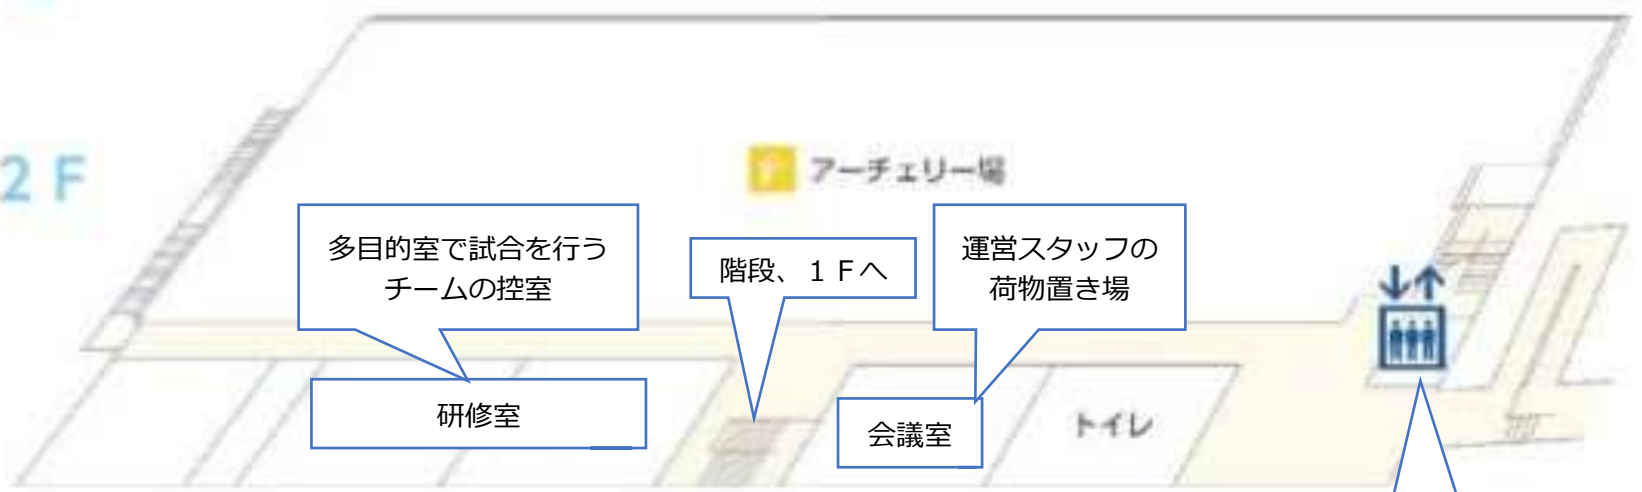 2F
アーチェリー場
多目的室で試合を行う
チームの控室
階段、１Ｆへ
運営スタッフの
荷物置き場
研修室
会議室
トイレ